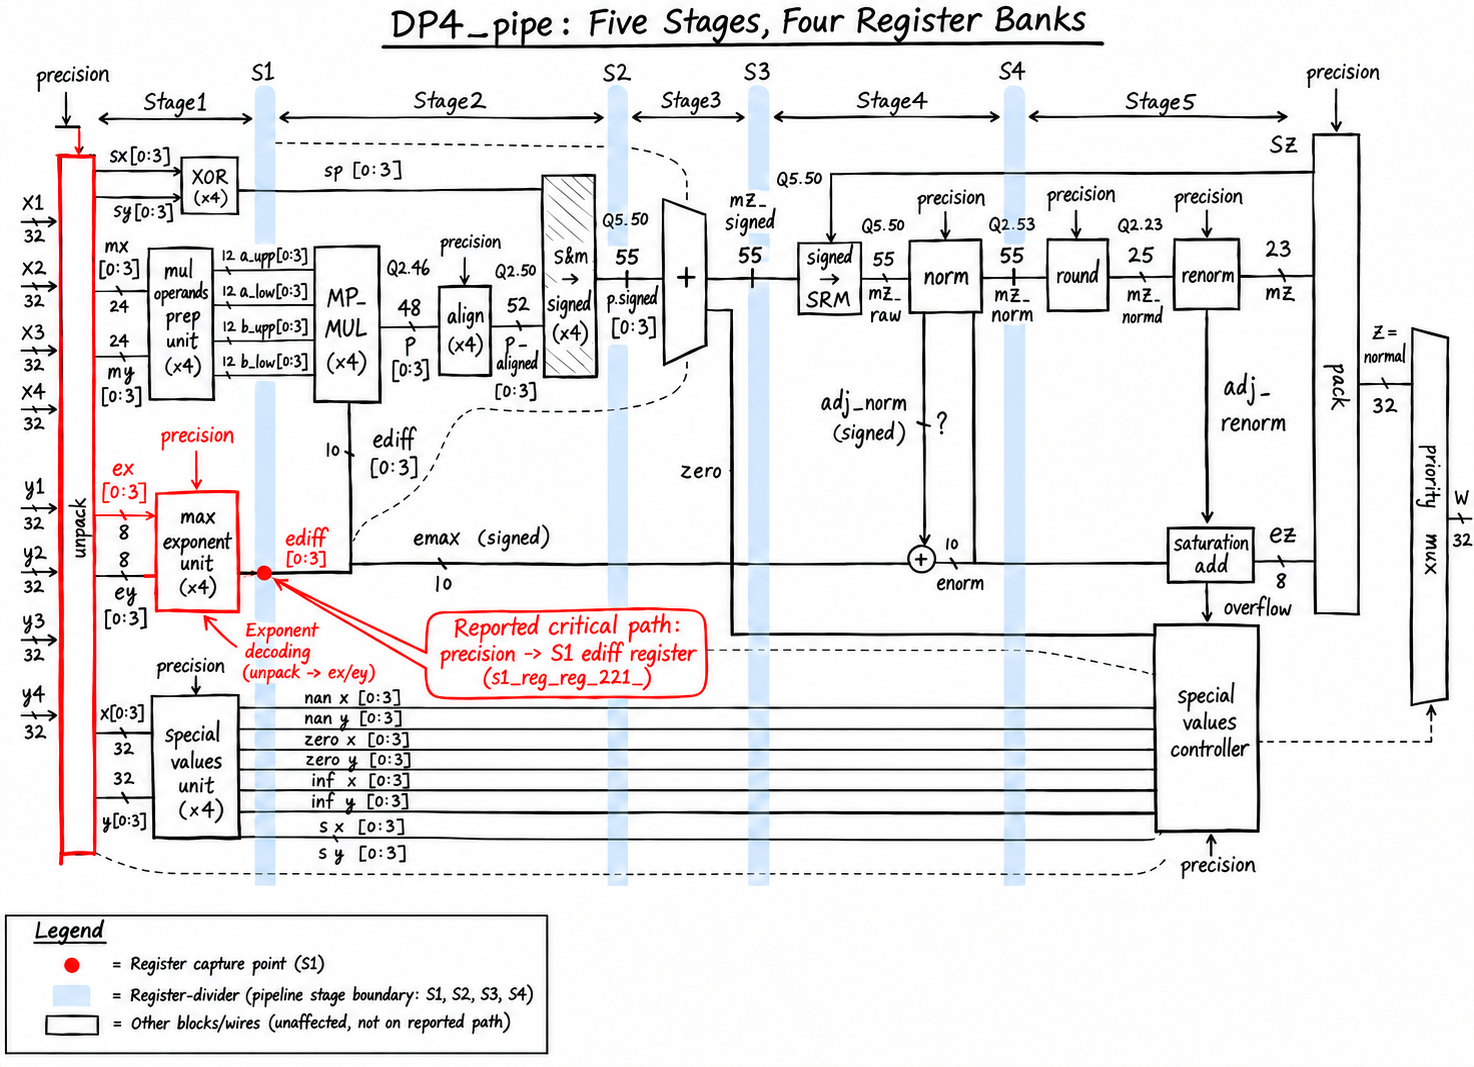 DP4_pipe: Five Stages, Four Register Banks
precision
S1
S2
S3
S4
precision
Stage1
Stage2
Stage3
Stage4
Stage5
sx[0:3]
sy[0:3]
XOR
(x4)
sp [0:3]
Sz
x1
32
x2
32
x3
32
x4
32
y1
32
y2
32
y3
32
y4
32
unpack
mx
[0:3]
24
24
my
[0:3]
mul
operands
prep
unit
(x4)
12 a_upp[0:3]
12 a_low[0:3]
12 b_upp[0:3]
12 b_low[0:3]
MP_
MUL
(x4)
Q2.46
48
P
[0:3]
precision
align
(x4)
Q2.50
52
P_
aligned
[0:3]
S&m
→
signed
(x4)
Q5.50
55
p.signed
[0:3]
+
mz_
signed
55
Q5.50
signed
→
SRM
Q5.50
55
mz_
raw
precision
norm
Q2.53
55
mz_
norm
precision
round
Q2.23
25
mz_
normd
precision
renorm
23
mz
pack
z=
normal
32
priority mux
W
32
precision
ex
[0:3]
8
8
ey
[0:3]
max
exponent
unit
(x4)
ediff
[0:3]
10
ediff
[0:3]
emax (signed)
10
zero
adj_norm
(signed)
?
+
10
enorm
adj_
renorm
saturation
add
ez
8
overflow
Exponent
decoding
(unpack -> ex/ey)
Reported critical path:
precision -> S1 ediff register
(s1_reg_reg_221_)
precision
x[0:3]
32
32
y[0:3]
special
values
unit
(x4)
nan x [0:3]
nan y [0:3]
zero x [0:3]
zero y [0:3]
inf x [0:3]
inf y [0:3]
s x [0:3]
s y [0:3]
special
values
controller
precision
Legend
= Register capture point (S1)
= Register-divider (pipeline stage boundary: S1, S2, S3, S4)
= Other blocks/wires (unaffected, not on reported path)